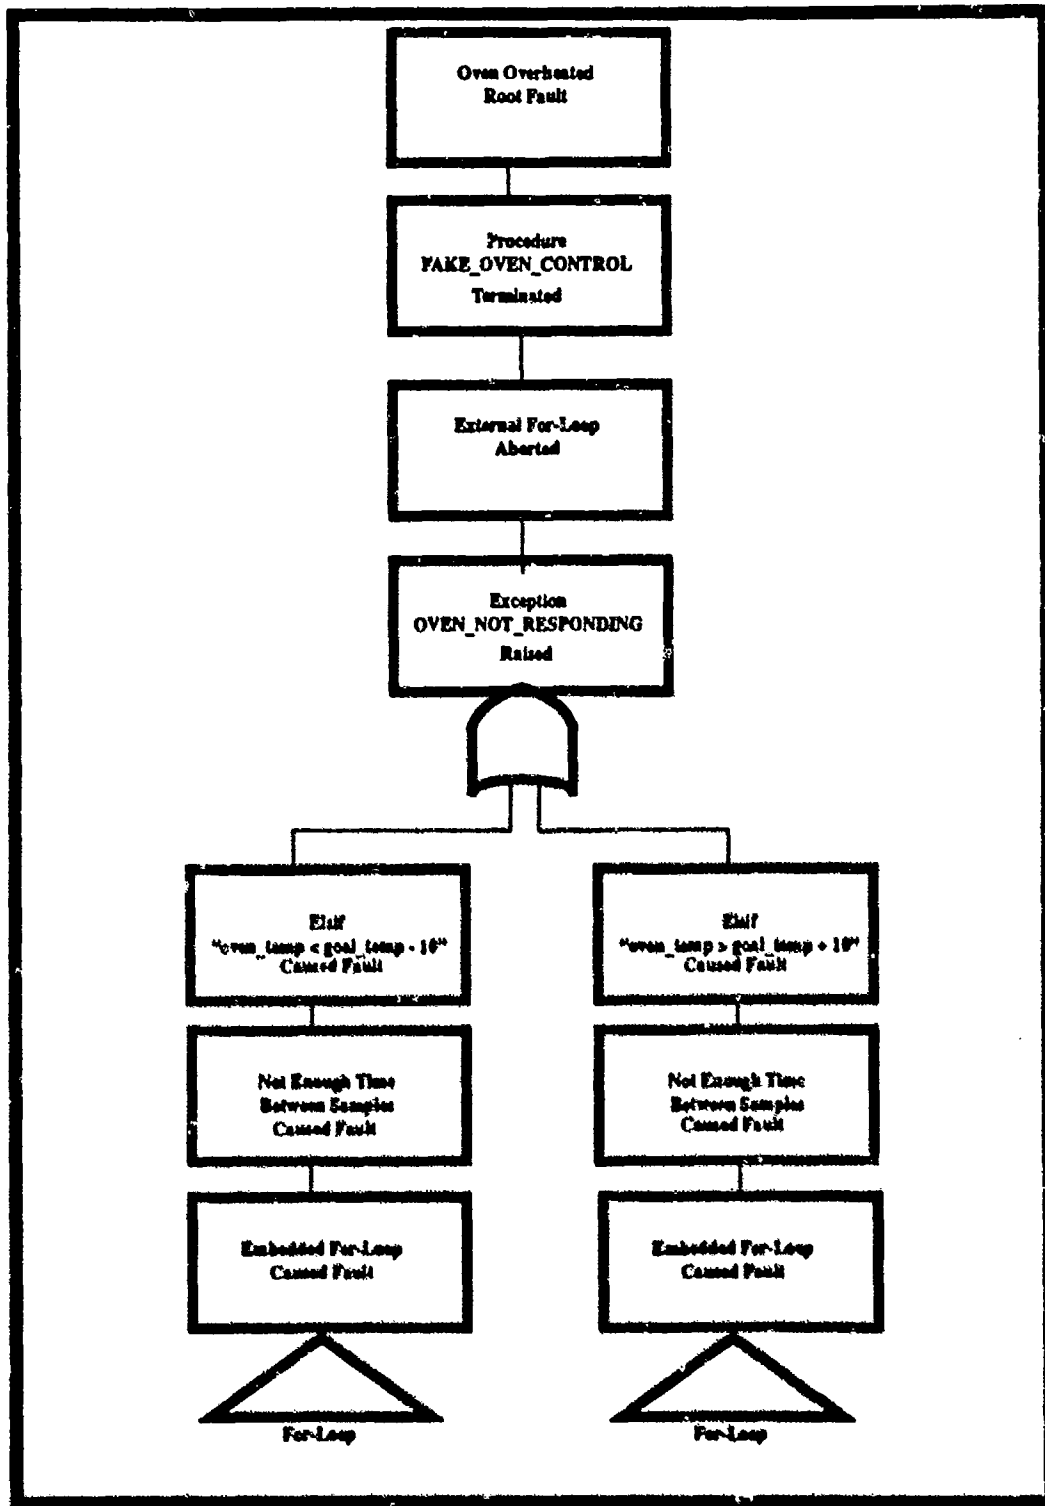 Oven Overheated
Root Fault
Procedure
FAKE_OVEN_CONTROL
Terminated
External For-Loop
Aborted
Exception
OVEN_NOT_RESPONDING
Raised
Elsif
"oven_temp < goal_temp - 10"
Caused Fault
Elsif
"oven_temp > goal_temp + 10"
Caused Fault
Not Enough Time
Between Samples
Caused Fault
Not Enough Time
Between Samples
Caused Fault
Embedded For-Loop
Caused Fault
Embedded For-Loop
Caused Fault
For-Loop
For-Loop